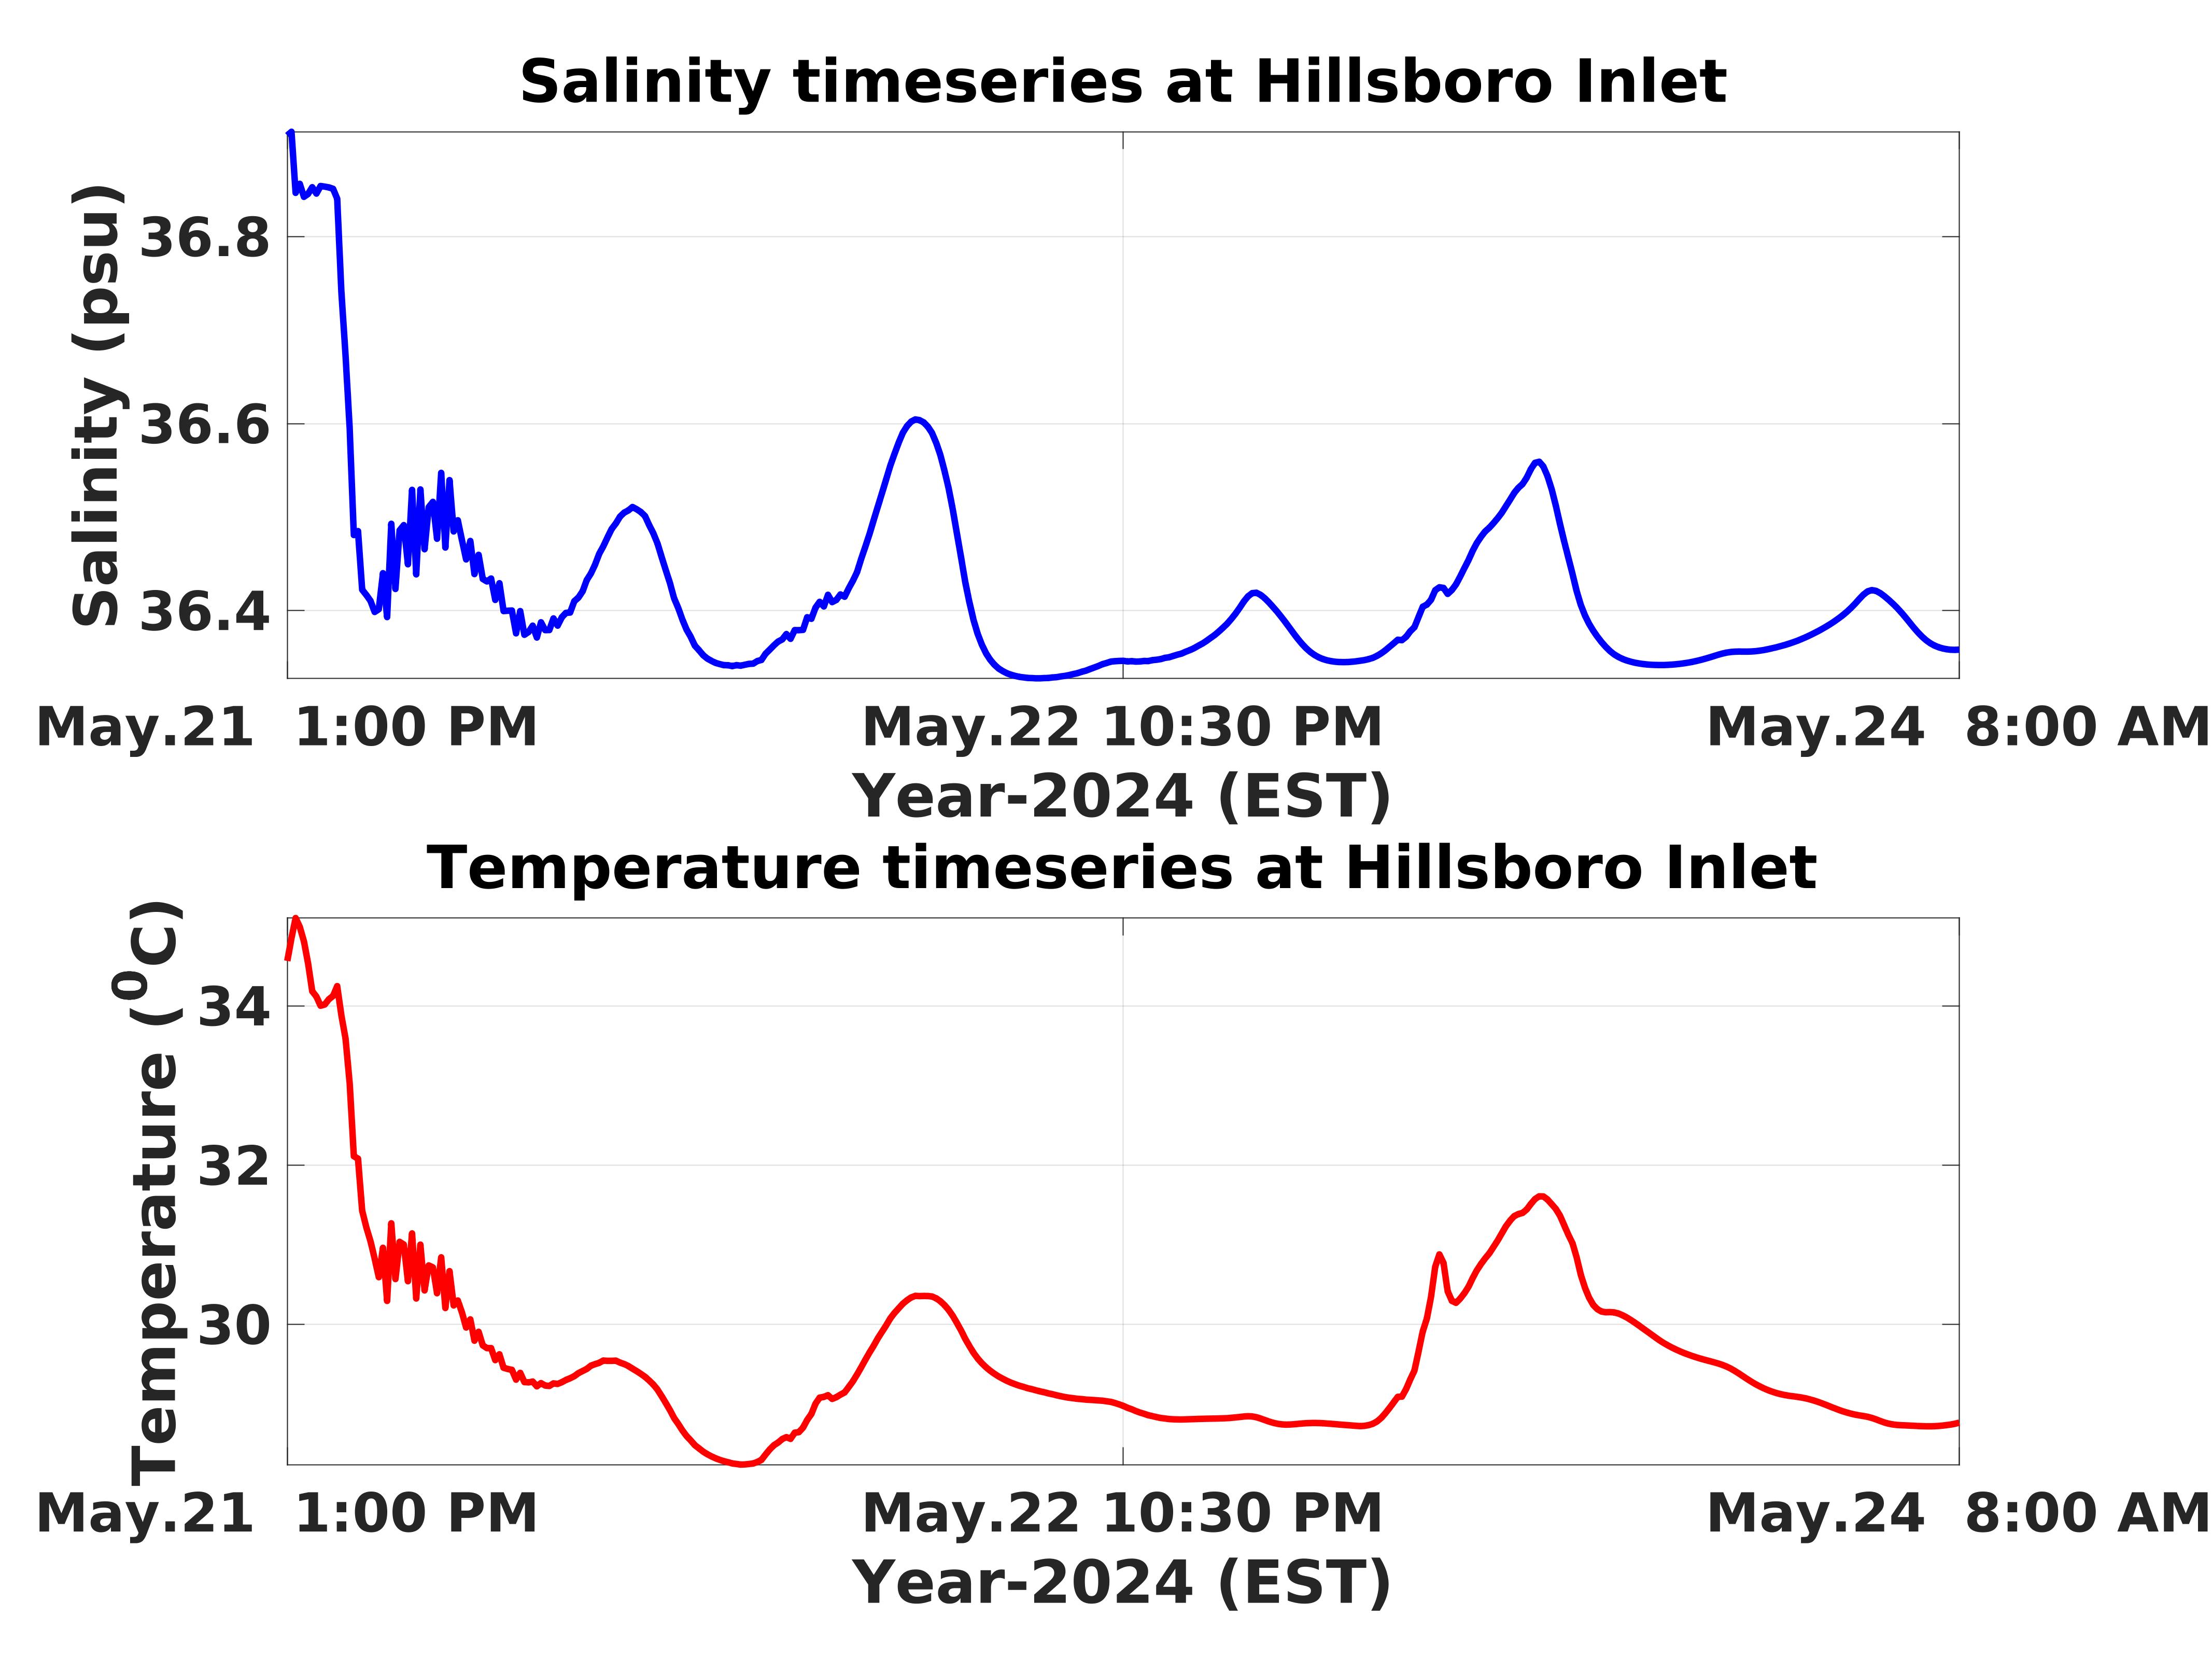 Salinity timeseries at Hillsboro Inlet
Salinity (psu)
36.8
36.6
36.4
May.21  1:00 PM
May.22 10:30 PM
May.24  8:00 AM
Year-2024 (EST)
Temperature timeseries at Hillsboro Inlet
Temperature (⁰C)
34
32
30
May.21  1:00 PM
May.22 10:30 PM
May.24  8:00 AM
Year-2024 (EST)